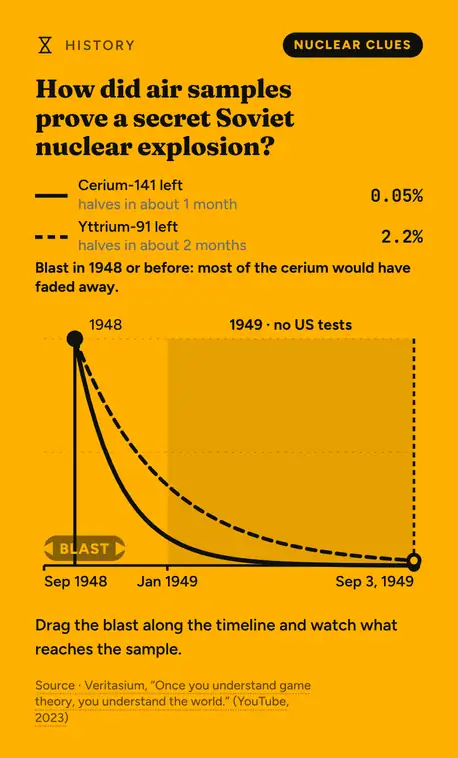 HISTORY
NUCLEAR CLUES
How did air samples
prove a secret Soviet
nuclear explosion?
Cerium-141 left
halves in about 1 month
0.05%
Yttrium-91 left
halves in about 2 months
2.2%
Blast in 1948 or before: most of the cerium would have
faded away.
1948
1949 · no US tests
BLAST
Sep 1948
Jan 1949
Sep 3, 1949
Drag the blast along the timeline and watch what
reaches the sample.
Source · Veritasium, “Once you understand game
theory, you understand the world.” (YouTube,
2023)